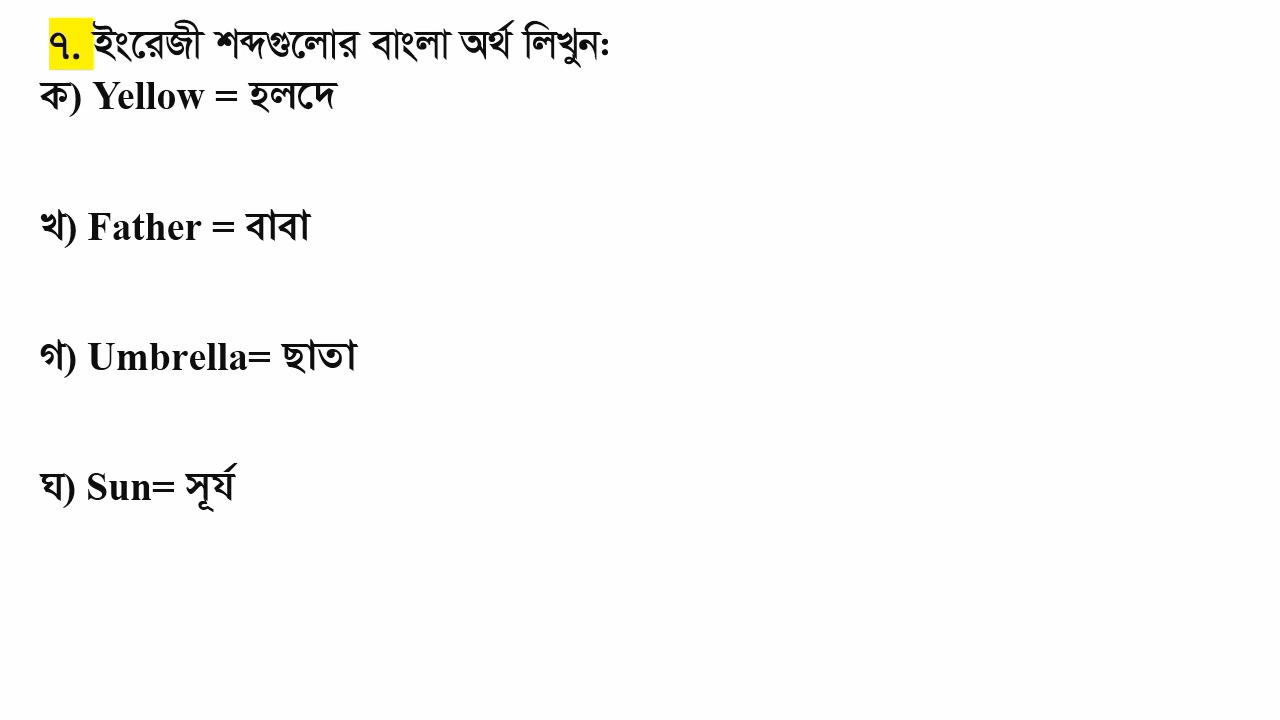 ৭. ইংরেজী শব্দগুলোর বাংলা অর্থ লিখুন:
ক) Yellow = হলদে
খ) Father = বাবা
গ) Umbrella= ছাতা
ঘ) Sun= সূর্য